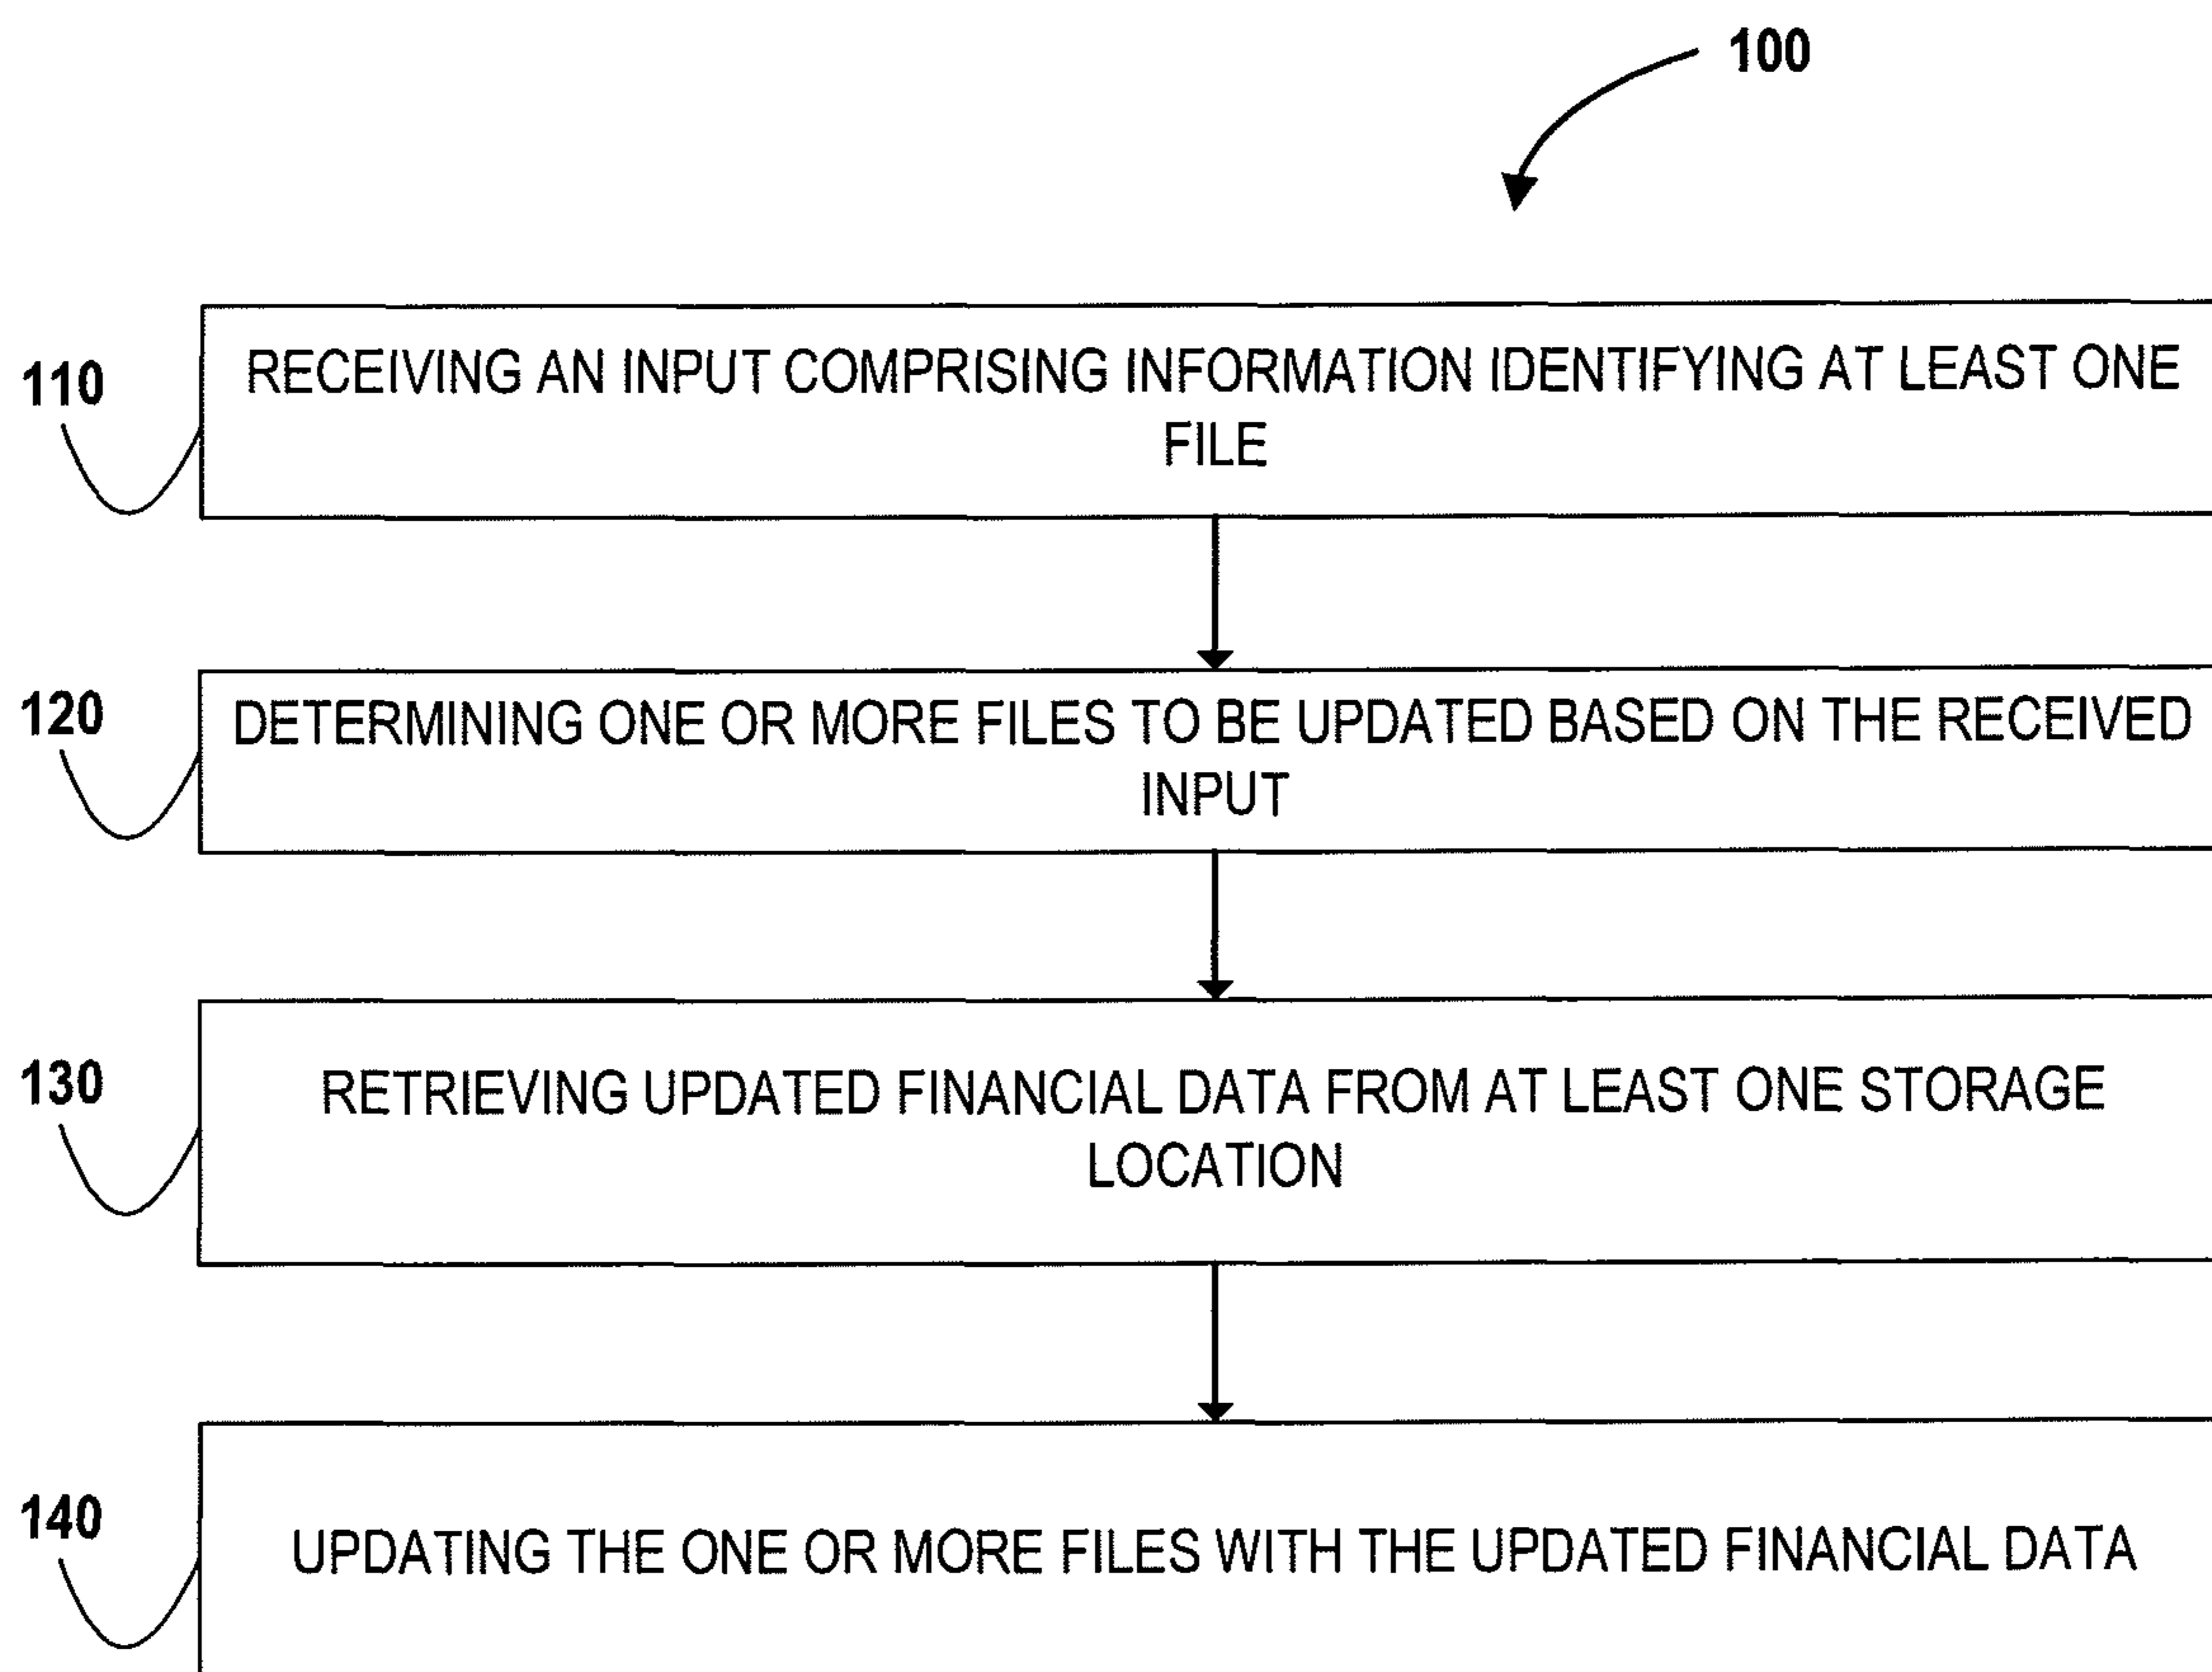 100
110
RECEIVING AN INPUT COMPRISING INFORMATION IDENTIFYING AT LEAST ONE
FILE
120
DETERMINING ONE OR MORE FILES TO BE UPDATED BASED ON THE RECEIVED
INPUT
130
RETRIEVING UPDATED FINANCIAL DATA FROM AT LEAST ONE STORAGE
LOCATION
140
UPDATING THE ONE OR MORE FILES WITH THE UPDATED FINANCIAL DATA